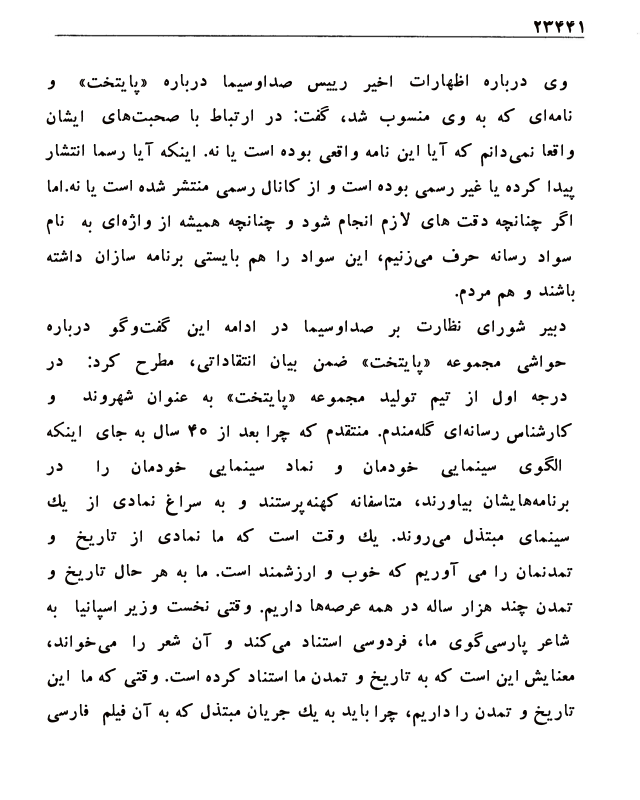 ۲۳۴۴۱
وی درباره اظهارات اخیر رییس صداوسیما درباره «پایتخت» و
نامه‌ای که به وی منسوب شد، گفت: در ارتباط با صحبت‌های ایشان
واقعا نمی‌دانم که آیا این نامه واقعی بوده است یا نه. اینکه آیا رسما انتشار
پیدا کرده یا غیر رسمی بوده است و از کانال رسمی منتشر شده است یا نه.اما
اگر چنانچه دقت های لازم انجام شود و چنانچه همیشه از واژه‌ای به نام
سواد رسانه حرف می‌زنیم، این سواد را هم بایستی برنامه سازان داشته
باشند و هم مردم.
دبیر شورای نظارت بر صداوسیما در ادامه این گفت‌وگو درباره
حواشی مجموعه «پایتخت» ضمن بیان انتقاداتی، مطرح کرد: در
درجه اول از تیم تولید مجموعه «پایتخت» به عنوان شهروند و
کارشناس رسانه‌ای گله‌مندم. منتقدم که چرا بعد از ۴۰ سال به جای اینکه
الگوی سینمایی خودمان و نماد سینمایی خودمان را در
برنامه‌هایشان بیاورند، متاسفانه کهنه‌پرستند و به سراغ نمادی از یك
سینمای مبتذل می‌روند. یك وقت است که ما نمادی از تاریخ و
تمدنمان را می آوریم که خوب و ارزشمند است. ما به هر حال تاریخ و
تمدن چند هزار ساله در همه عرصه‌ها داریم. وقتی نخست وزیر اسپانیا به
شاعر پارسی‌گوی ما، فردوسی استناد می‌کند و آن شعر را می‌خواند،
معنایش این است که به تاریخ و تمدن ما استناد کرده است. وقتی که ما این
تاریخ و تمدن را داریم، چرا باید به یك جریان مبتذل که به آن فیلم فارسی